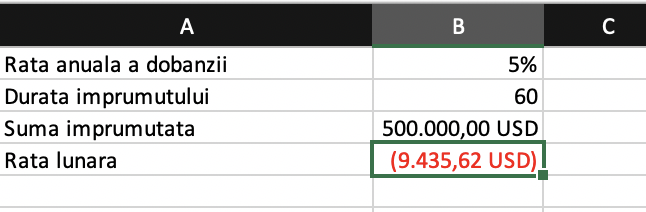 A B C
Rata anuala a dobanzii 5%
Durata imprumutului 60
Suma imprumutata 500.000,00 USD
Rata lunara (9.435,62 USD)